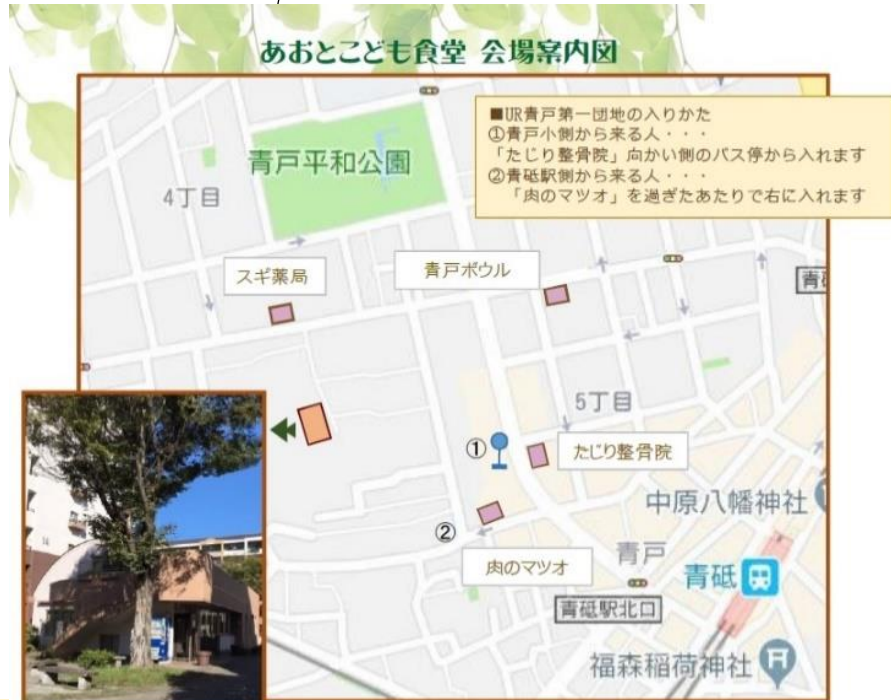 あおとこども食堂 会場案内図
■UR青戸第一団地の入りかた
①青戸小側から来る人・・・
「たじり整骨院」向かい側のバス停から入れます
②青砥駅側から来る人・・・
「肉のマツオ」を過ぎたあたりで右に入れます
青戸平和公園
4丁目
スギ薬局
青戸ボウル
青
5丁目
①
たじり整骨院
中原八幡神社
②
肉のマツオ
青戸
青砥
青砥駅北口
福森稲荷神社